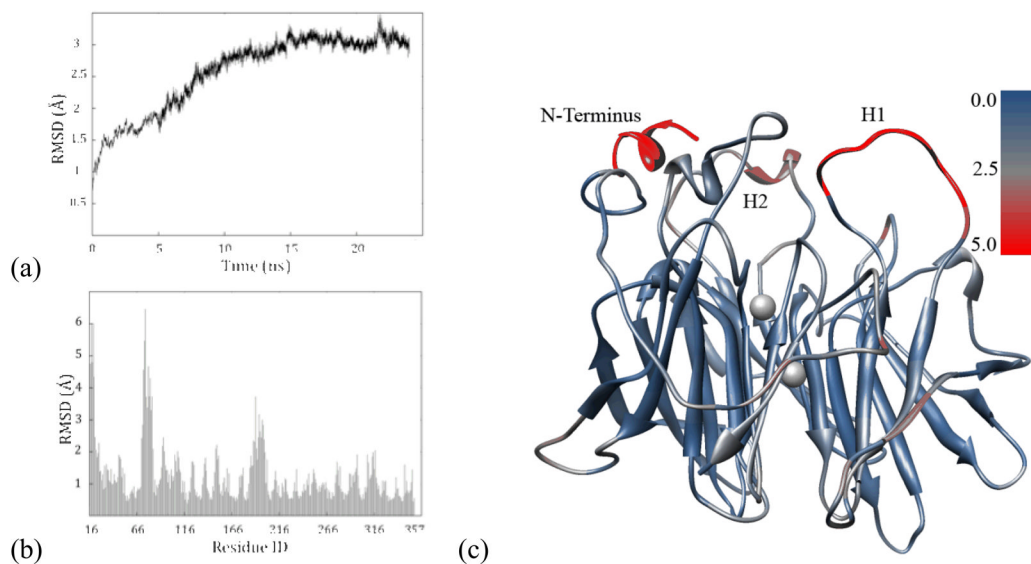 3
2.5
2
1.5
1
0.5
RMSD (Å)
0
5
10
15
20
Time (ns)
(a)
6
5
4
3
2
1
RMSD (Å)
16
66
116
166
216
266
316
357
Residue ID
(b)
N-Terminus
H1
H2
0.0
2.5
5.0
(c)